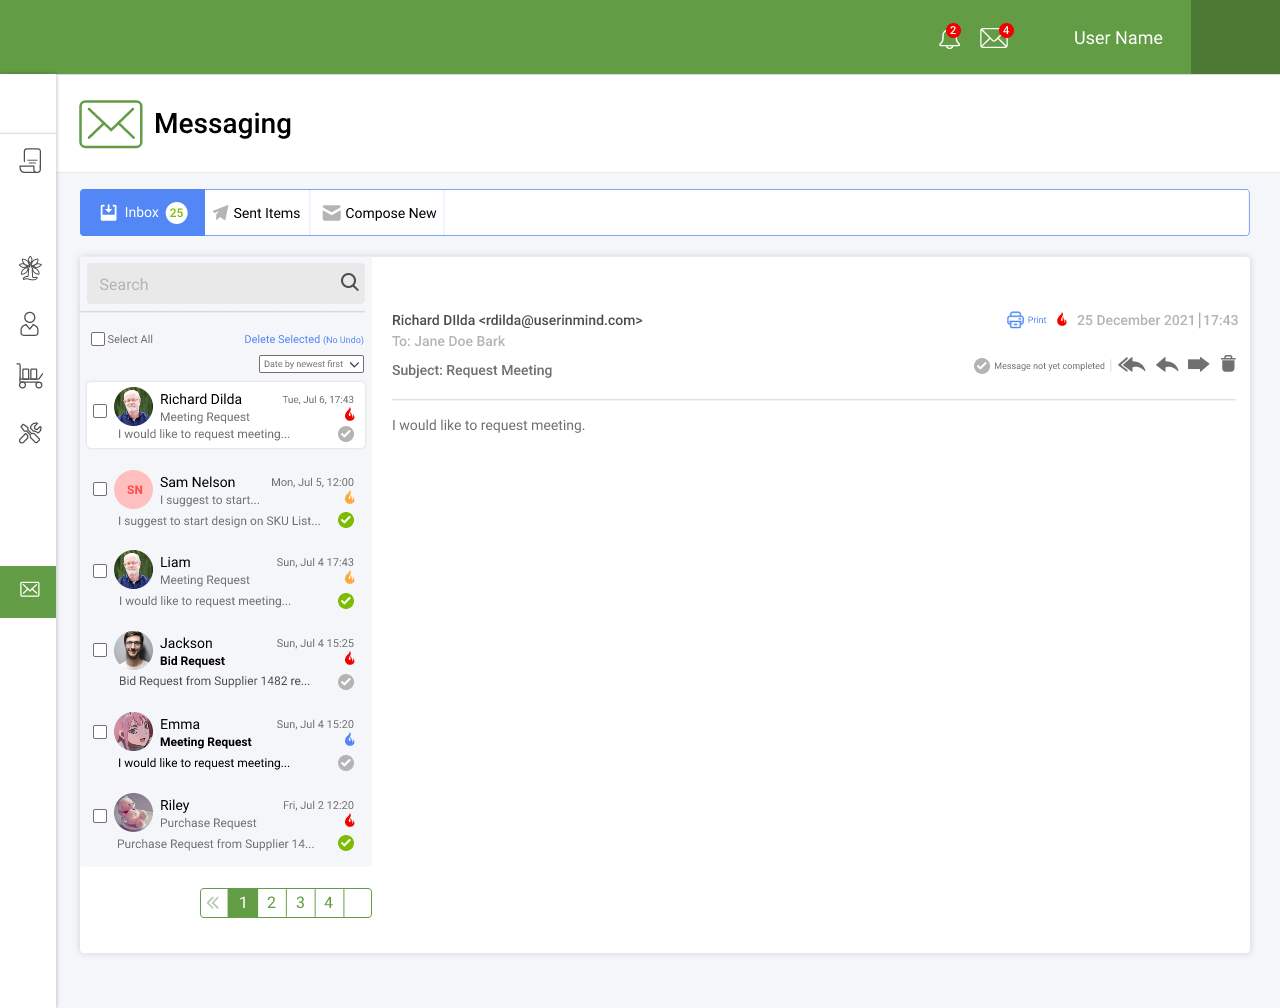 2
4
User Name
Messaging
Inbox 25
Sent Items
Compose New
Search
Select All
Delete Selected (No Undo)
Date by newest first
Richard Dilda
Tue, Jul 6, 17:43
Meeting Request
I would like to request meeting...
SN
Sam Nelson
Mon, Jul 5, 12:00
I suggest to start...
I suggest to start design on SKU List...
Liam
Sun, Jul 4 17:43
Meeting Request
I would like to request meeting...
Jackson
Sun, Jul 4 15:25
Bid Request
Bid Request from Supplier 1482 re...
Emma
Sun, Jul 4 15:20
Meeting Request
I would like to request meeting...
Riley
Fri, Jul 2 12:20
Purchase Request
Purchase Request from Supplier 14...
1 2 3 4
Richard DIlda <rdilda@userinmind.com>
Print
25 December 2021 | 17:43
To: Jane Doe Bark
Message not yet completed
Subject: Request Meeting
I would like to request meeting.